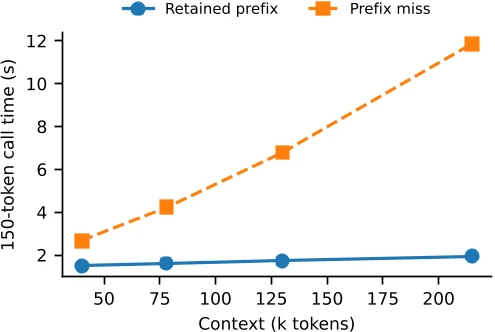 Retained prefix Prefix miss
12
10
8
6
4
2
150-token call time (s)
50 75 100 125 150 175 200
Context (k tokens)